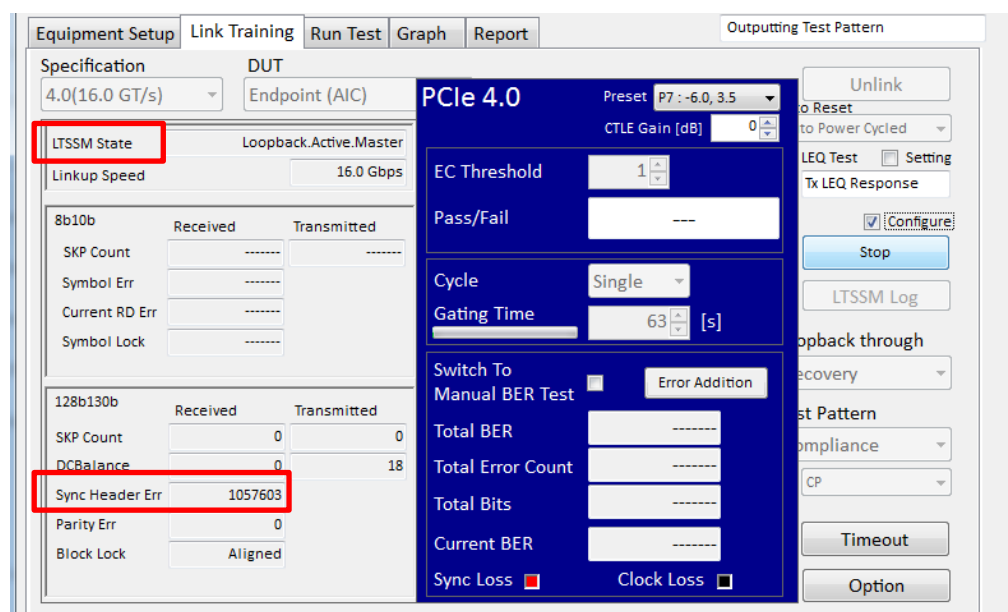 Equipment Setup Link Training Run Test Graph Report
Outputting Test Pattern
Specification DUT
4.0(16.0 GT/s) Endpoint (AIC)
LTSSM State Loopback.Active.Master
Linkup Speed 16.0 Gbps
8b10b Received Transmitted
SKP Count ------- -------
Symbol Err -------
Current RD Err -------
Symbol Lock -------
128b130b Received Transmitted
SKP Count 0 0
DCBalance 0 18
Sync Header Err 1057603
Parity Err 0
Block Lock Aligned
PCIe 4.0 Preset P7 : -6.0, 3.5
CTLE Gain [dB] 0
EC Threshold 1
Pass/Fail ---
Cycle Single
Gating Time 63 [s]
Switch To
Manual BER Test Error Addition
Total BER -------
Total Error Count -------
Total Bits -------
Current BER -------
Sync Loss Clock Loss
Unlink
to Reset
to Power Cycled
LEQ Test Setting
Tx LEQ Response
Configure
Stop
LTSSM Log
opback through
ecovery
st Pattern
ompliance
CP
Timeout
Option